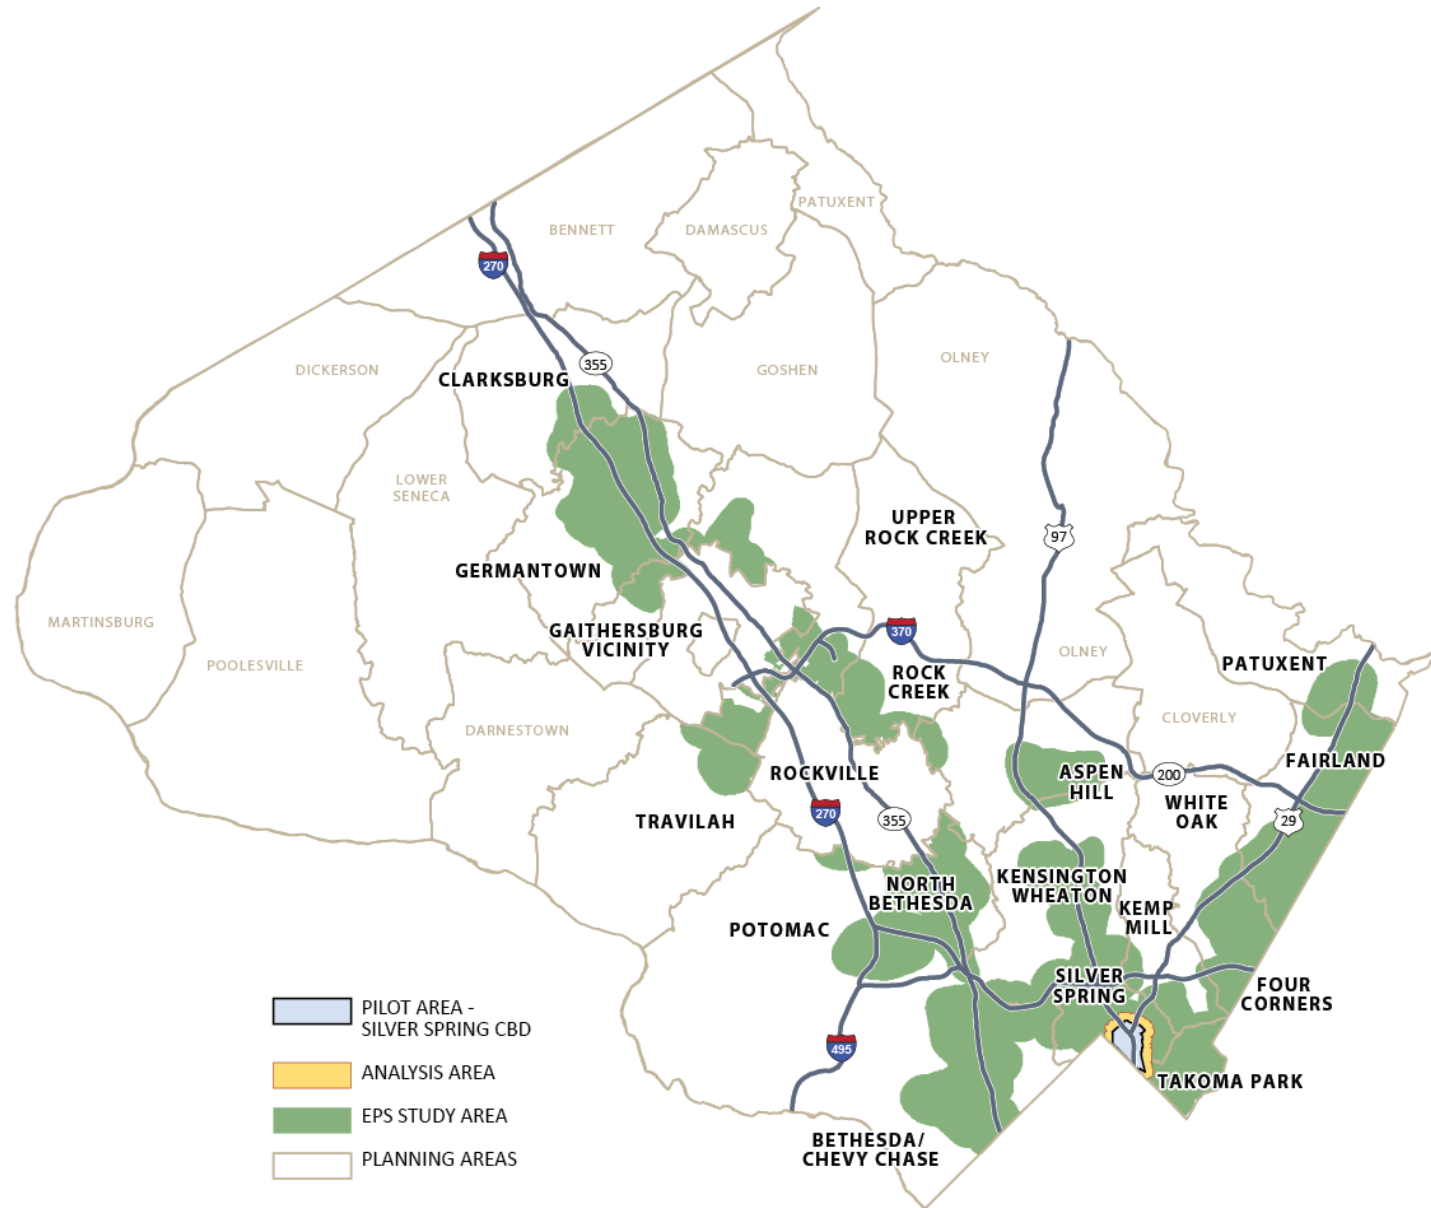 PATUXENT
BENNETT
DAMASCUS
270
355
DICKERSON
CLARKSBURG
GOSHEN
OLNEY
LOWER
SENECA
UPPER
ROCK CREEK
97
GERMANTOWN
MARTINSBURG
GAITHERSBURG
VICINITY
370
POOLESVILLE
OLNEY
PATUXENT
ROCK
CREEK
CLOVERLY
DARNESTOWN
FAIRLAND
ROCKVILLE
ASPEN
HILL
200
WHITE
OAK
TRAVILAH
270
355
29
NORTH
BETHESDA
KENSINGTON
WHEATON
KEMP
MILL
POTOMAC
SILVER
SPRING
FOUR
CORNERS
495
TAKOMA PARK
BETHESDA/
CHEVY CHASE
PILOT AREA -
SILVER SPRING CBD
ANALYSIS AREA
EPS STUDY AREA
PLANNING AREAS